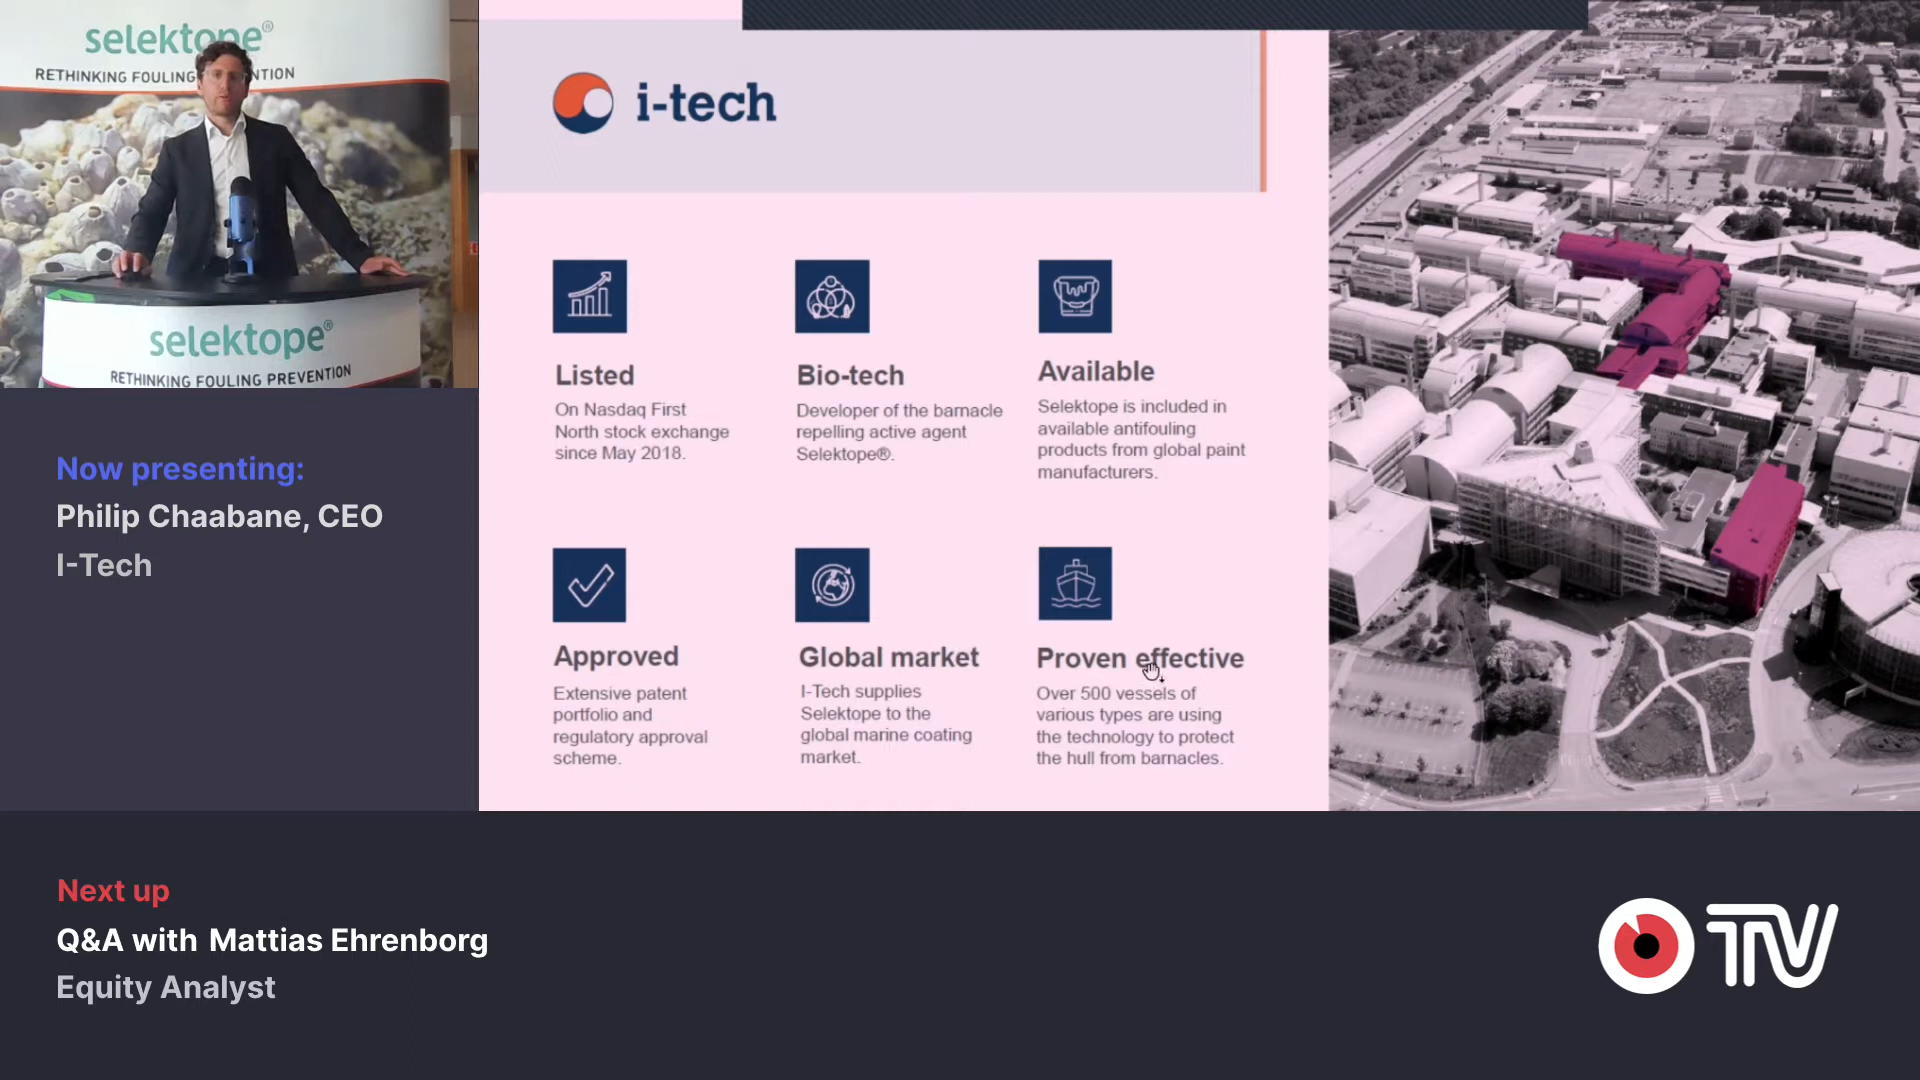 selektope®
RETHINKING FOULING PREVENTION
selektope®
RETHINKING FOULING PREVENTION
Now presenting:
Philip Chaabane, CEO
I-Tech
i-tech
Listed
On Nasdaq First
North stock exchange
since May 2018.
Bio-tech
Developer of the barnacle
repelling active agent
Selektope®.
Available
Selektope is included in
available antifouling
products from global paint
manufacturers.
Approved
Extensive patent
portfolio and
regulatory approval
scheme.
Global market
I-Tech supplies
Selektope to the
global marine coating
market.
Proven effective
Over 500 vessels of
various types are using
the technology to protect
the hull from barnacles.
Next up
Q&A with Mattias Ehrenborg
Equity Analyst
TV